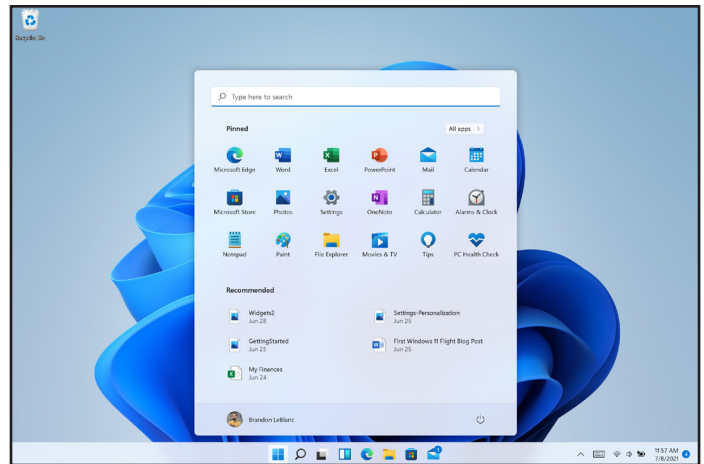 Recycle Bin
Type here to search
Pinned
All apps >
Microsoft Edge
Word
Excel
PowerPoint
Mail
Calendar
Microsoft Store
Photos
Settings
OneNote
Calculator
Alarms & Clock
Notepad
Paint
File Explorer
Movies & TV
Tips
PC Health Check
Recommended
Widgets2
Jun 28
Settings-Personalization
Jun 25
GettingStarted
Jun 25
First Windows 11 Flight Blog Post
Jun 25
My Finances
Jun 24
Brandon LeBlanc
11:57 AM
7/8/2021